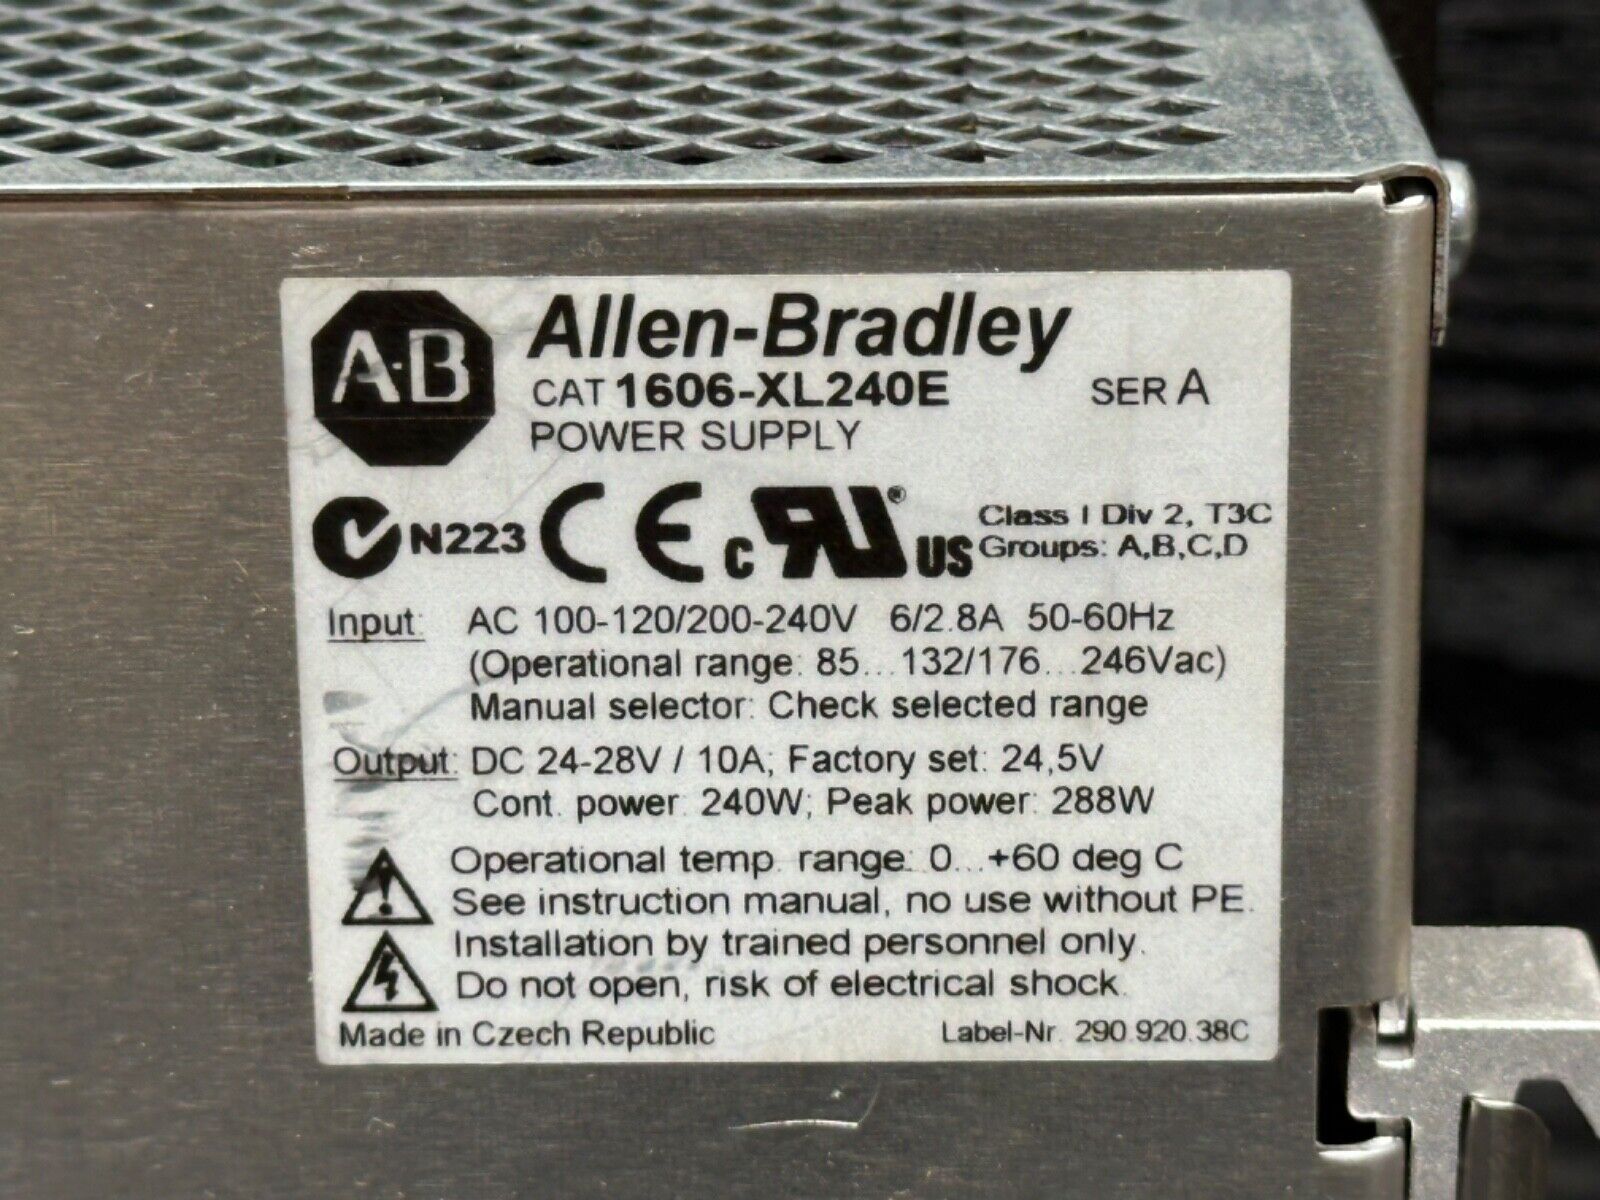 A-B Allen-Bradley
CAT 1606-XL240E SER A
POWER SUPPLY
N223 CE c RU ® US Class I Div 2, T3C
Groups: A,B,C,D
Input: AC 100-120/200-240V 6/2.8A 50-60Hz
(Operational range: 85...132/176...246Vac)
Manual selector: Check selected range
Output: DC 24-28V / 10A; Factory set: 24,5V
Cont. power: 240W; Peak power: 288W
Operational temp. range: 0...+60 deg C
See instruction manual, no use without PE.
Installation by trained personnel only.
Do not open, risk of electrical shock.
Made in Czech Republic Label-Nr. 290.920.38C